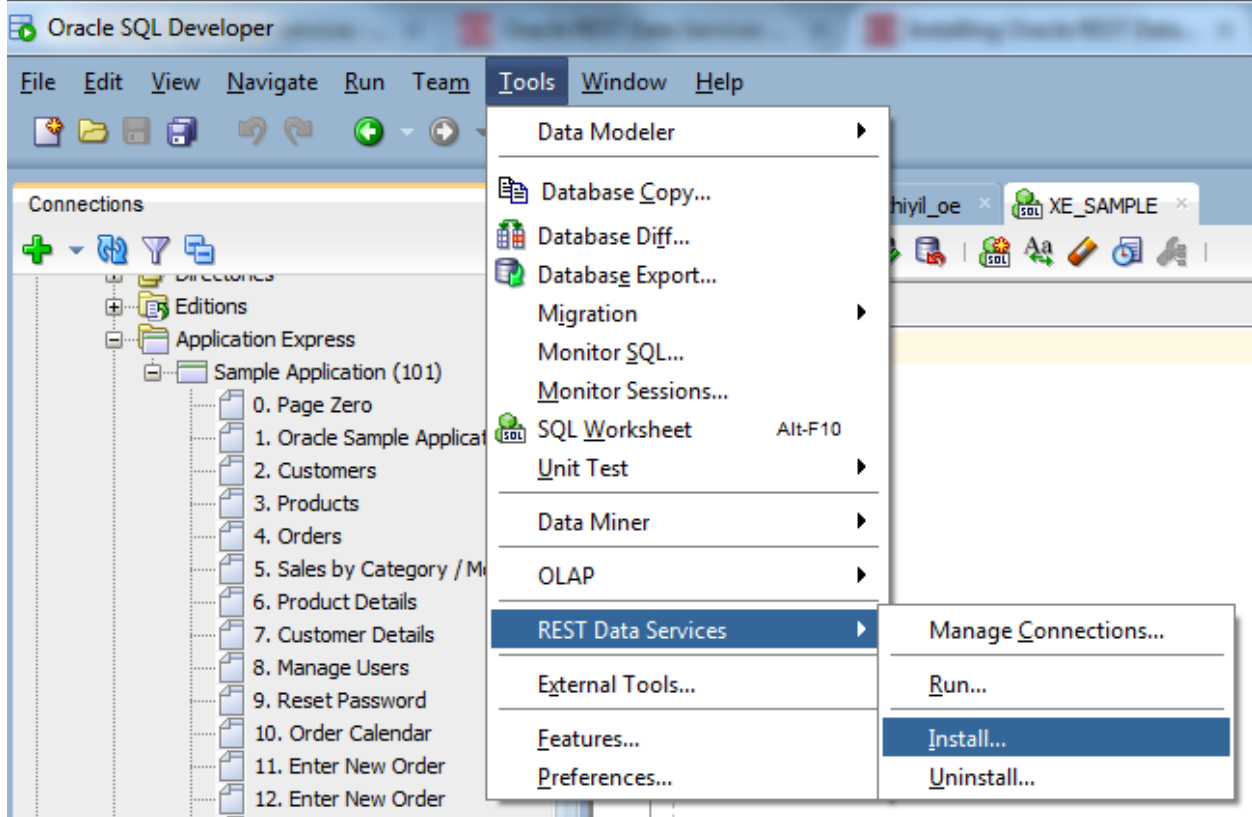 Oracle SQL Developer
File Edit View Navigate Run Team Tools Window Help
Connections
Directories
Editions
Application Express
Sample Application (101)
0. Page Zero
1. Oracle Sample Applicat
2. Customers
3. Products
4. Orders
5. Sales by Category / Mo
6. Product Details
7. Customer Details
8. Manage Users
9. Reset Password
10. Order Calendar
11. Enter New Order
12. Enter New Order
Data Modeler
Database Copy...
Database Diff...
Database Export...
Migration
Monitor SQL...
Monitor Sessions...
SQL Worksheet Alt-F10
Unit Test
Data Miner
OLAP
REST Data Services
External Tools...
Features...
Preferences...
Manage Connections...
Run...
Install...
Uninstall...
hiyil_oe
XE_SAMPLE